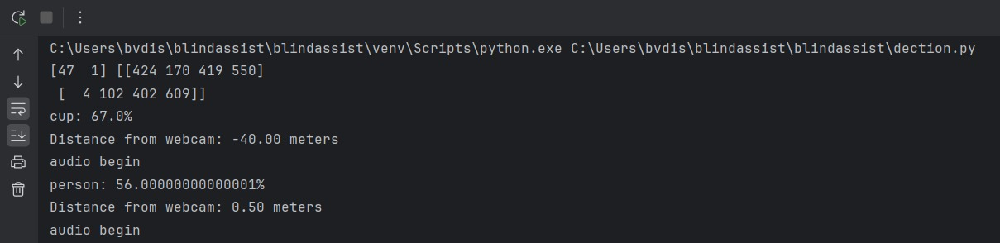 C:\Users\bvdis\blindassist\blindassist\venv\Scripts\python.exe C:\Users\bvdis\blindassist\blindassist\dection.py
[47  1] [[424 170 419 550]
 [  4 102 402 609]]
cup: 67.0%
Distance from webcam: -40.00 meters
audio begin
person: 56.00000000000001%
Distance from webcam: 0.50 meters
audio begin